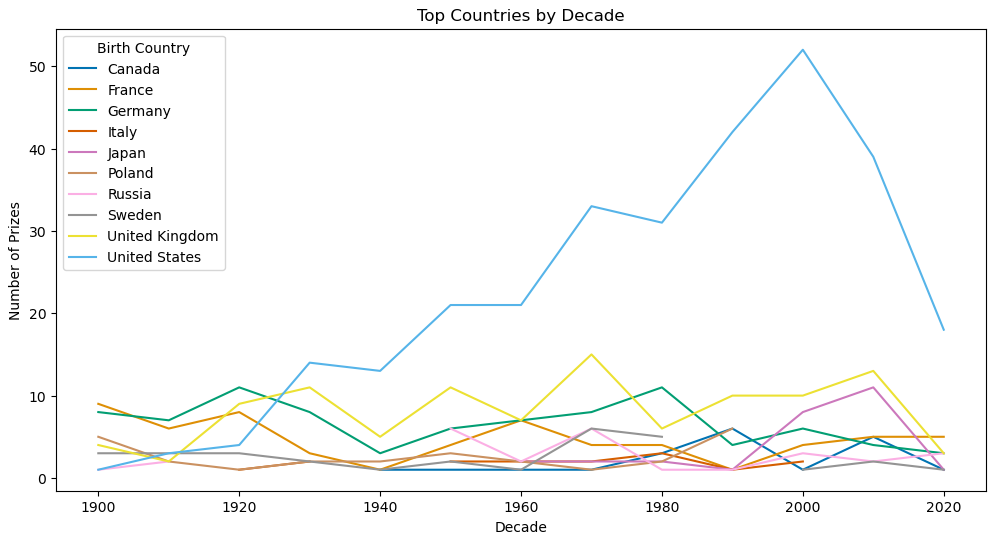 Top Countries by Decade
Birth Country
Canada
France
Germany
Italy
Japan
Poland
Russia
Sweden
United Kingdom
United States
Number of Prizes
50
40
30
20
10
0
1900
1920
1940
1960
1980
2000
2020
Decade